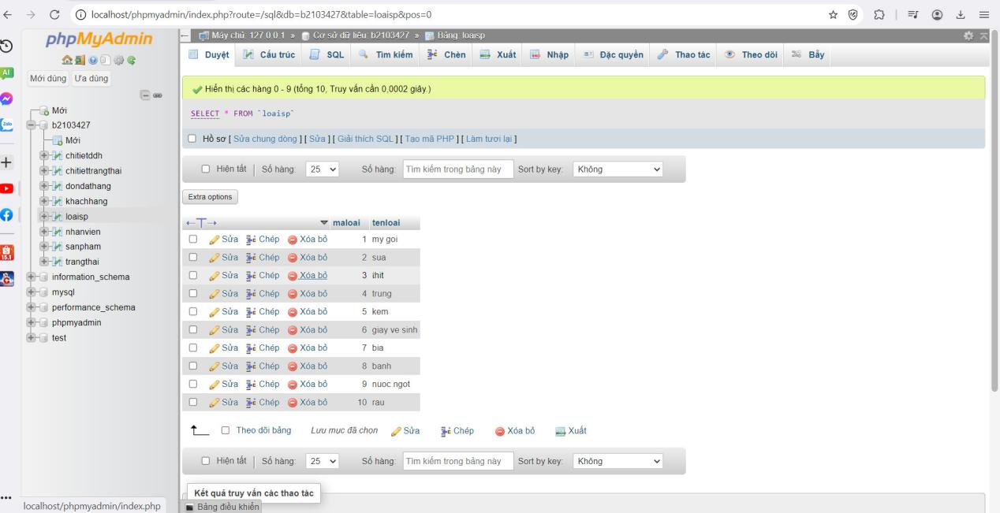 localhost/phpmyadmin/index.php?route=/sql&db=b2103427&table=loaisp&pos=0
phpMyAdmin
Mới dùng Ưa dùng
Mới
b2103427
Mới
chitietddh
chitiettrangthai
dondathang
khachhang
loaisp
nhanvien
sanpham
trangthai
information_schema
mysql
performance_schema
phpmyadmin
test
AI
Zalo
15.1
Máy chủ: 127.0.0.1 » Cơ sở dữ liệu: b2103427 » Bảng: loaisp
Duyệt Cấu trúc SQL Tìm kiếm Chèn Xuất Nhập Đặc quyền Thao tác Theo dõi Bẫy
Hiển thị các hàng 0 - 9 (tổng 10, Truy vấn cần 0,0002 giây.)
SELECT * FROM `loaisp`
Hồ sơ [ Sửa chung dòng ] [ Sửa ] [ Giải thích SQL ] [ Tạo mã PHP ] [ Làm tươi lại ]
Hiện tất Số hàng: 25 Số hàng: Tìm kiếm trong bảng này Sort by key: Không
Extra options
←T→ maloai tenloai
Sửa Chép Xóa bỏ 1 my goi
Sửa Chép Xóa bỏ 2 sua
Sửa Chép Xóa bỏ 3 ihit
Sửa Chép Xóa bỏ 4 trung
Sửa Chép Xóa bỏ 5 kem
Sửa Chép Xóa bỏ 6 giay ve sinh
Sửa Chép Xóa bỏ 7 bia
Sửa Chép Xóa bỏ 8 banh
Sửa Chép Xóa bỏ 9 nuoc ngot
Sửa Chép Xóa bỏ 10 rau
Theo dõi bảng Lưu mục đã chọn Sửa Chép Xóa bỏ Xuất
Hiện tất Số hàng: 25 Số hàng: Tìm kiếm trong bảng này Sort by key: Không
Kết quả truy vấn các thao tác
Bảng điều khiển
localhost/phpmyadmin/index.php